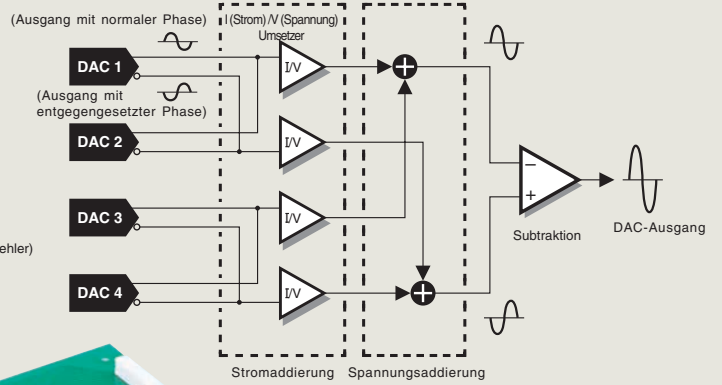 (Ausgang mit normaler Phase)
I (Strom) /V (Spannung)
Umsetzer
DAC 1
I/V
+
(Ausgang mit
entgegengesetzter Phase)
DAC 2
I/V
−
+
DAC 3
I/V
Subtraktion
DAC-Ausgang
ehler)
DAC 4
I/V
+
Stromaddierung
Spannungsaddierung